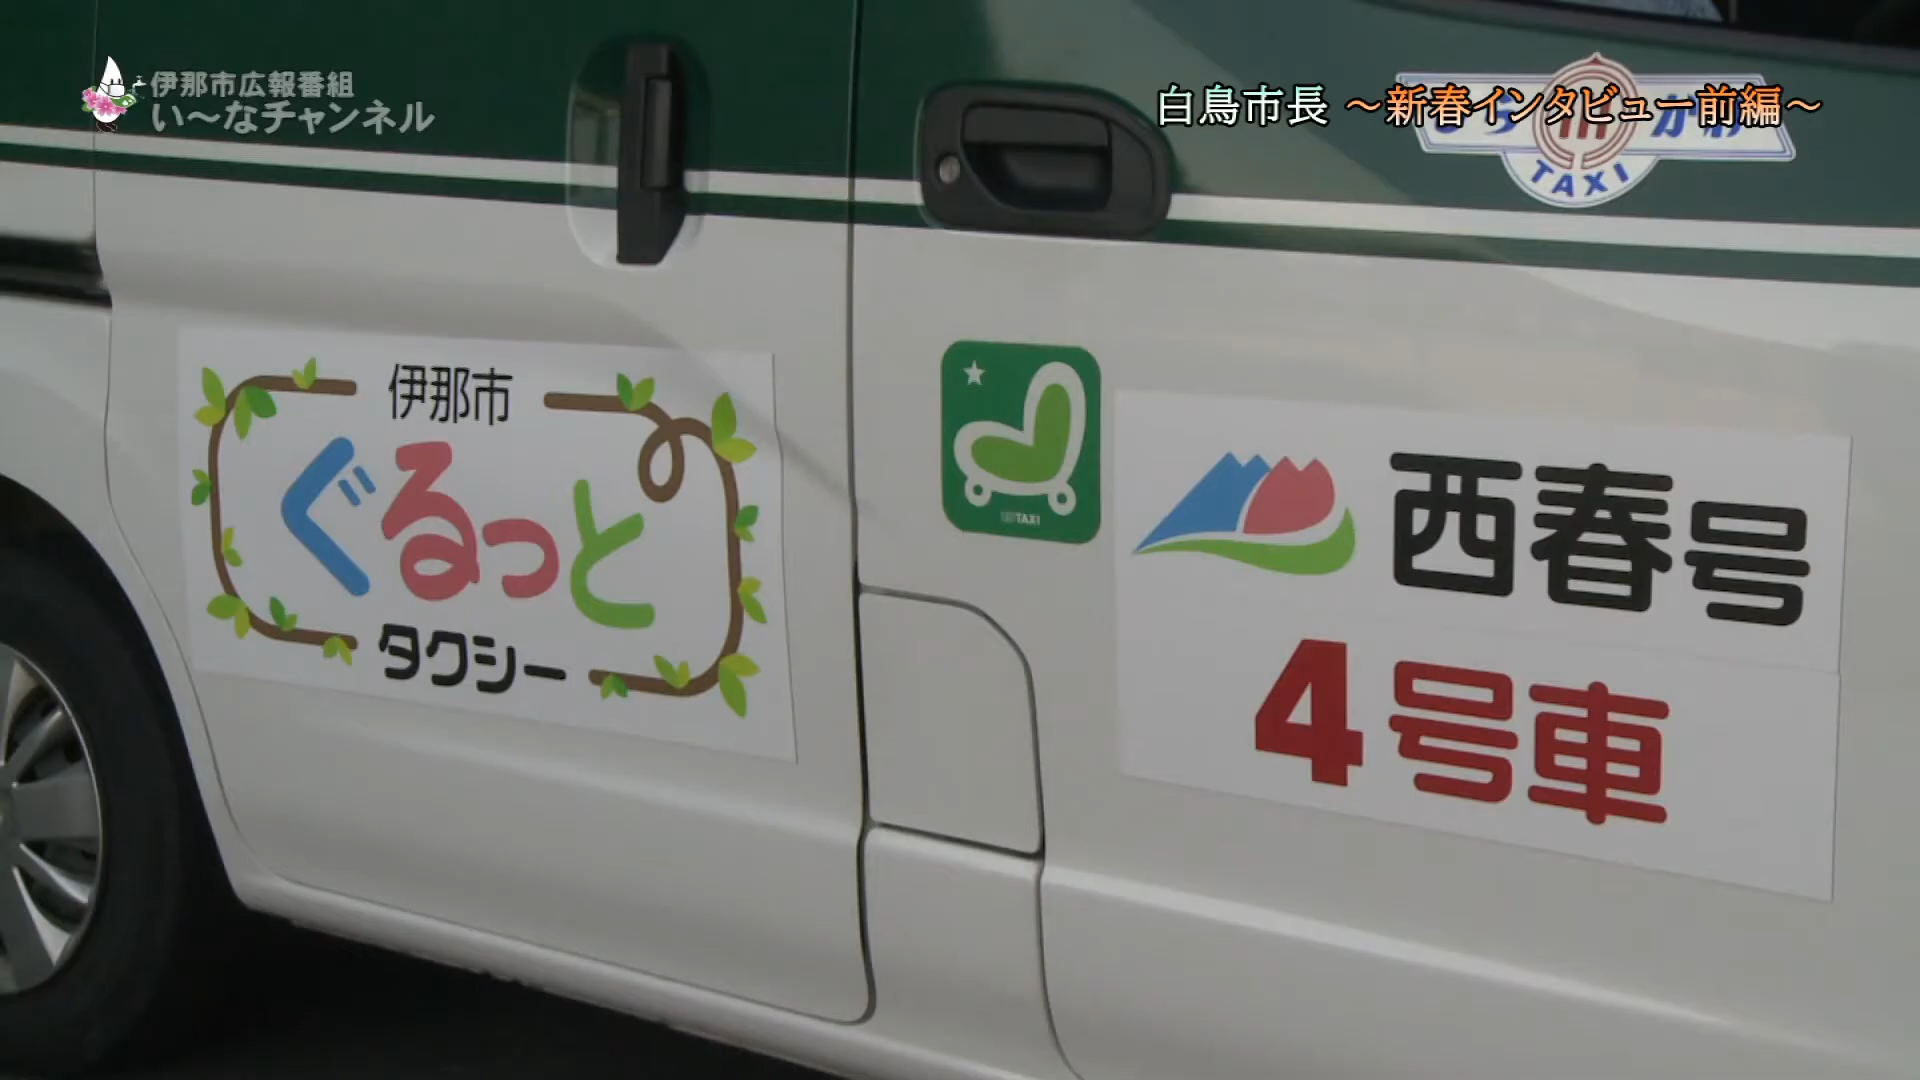 伊那市広報番組
い〜なチャンネル
白鳥市長 〜新春インタビュー前編〜
TAXI
伊那市
ぐるっと
タクシー
TAXI
西春号
4号車